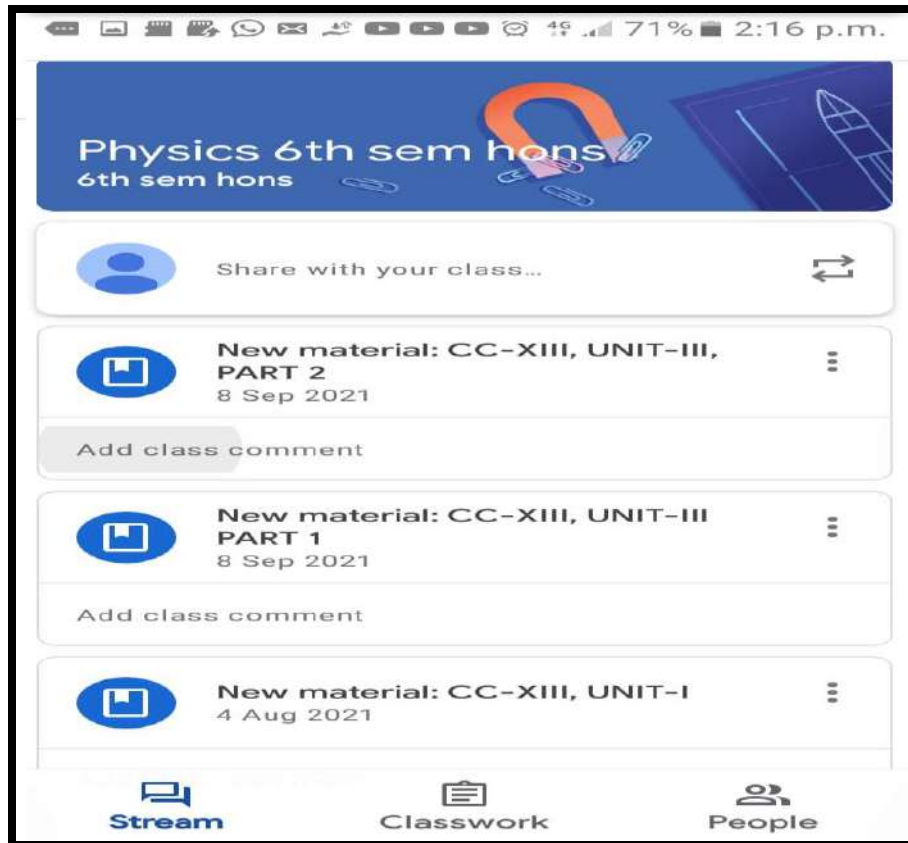 4G 71% 2:16 p.m.
Physics 6th sem hons
6th sem hons
Share with your class...
New material: CC-XIII, UNIT-III,
PART 2
8 Sep 2021
Add class comment
New material: CC-XIII, UNIT-III
PART 1
8 Sep 2021
Add class comment
New material: CC-XIII, UNIT-I
4 Aug 2021
Stream Classwork People